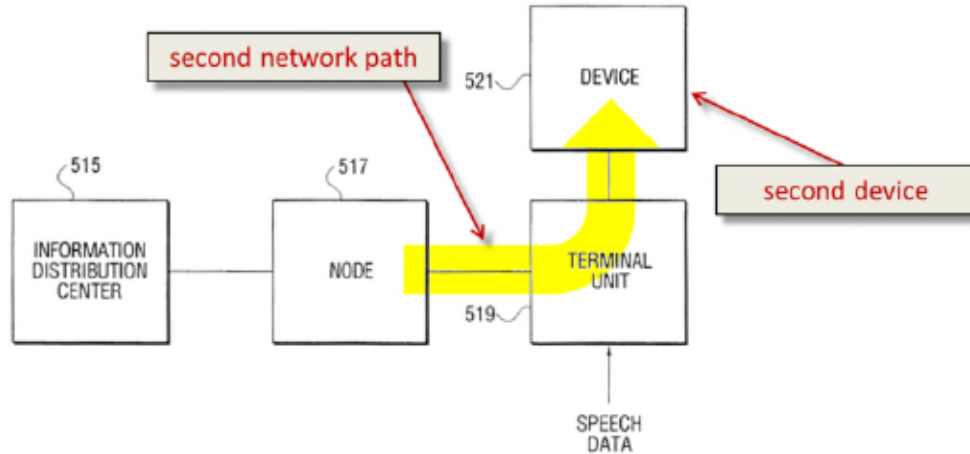 second network path
521
DEVICE
second device
515
517
INFORMATION
DISTRIBUTION
CENTER
NODE
TERMINAL
UNIT
519
SPEECH
DATA